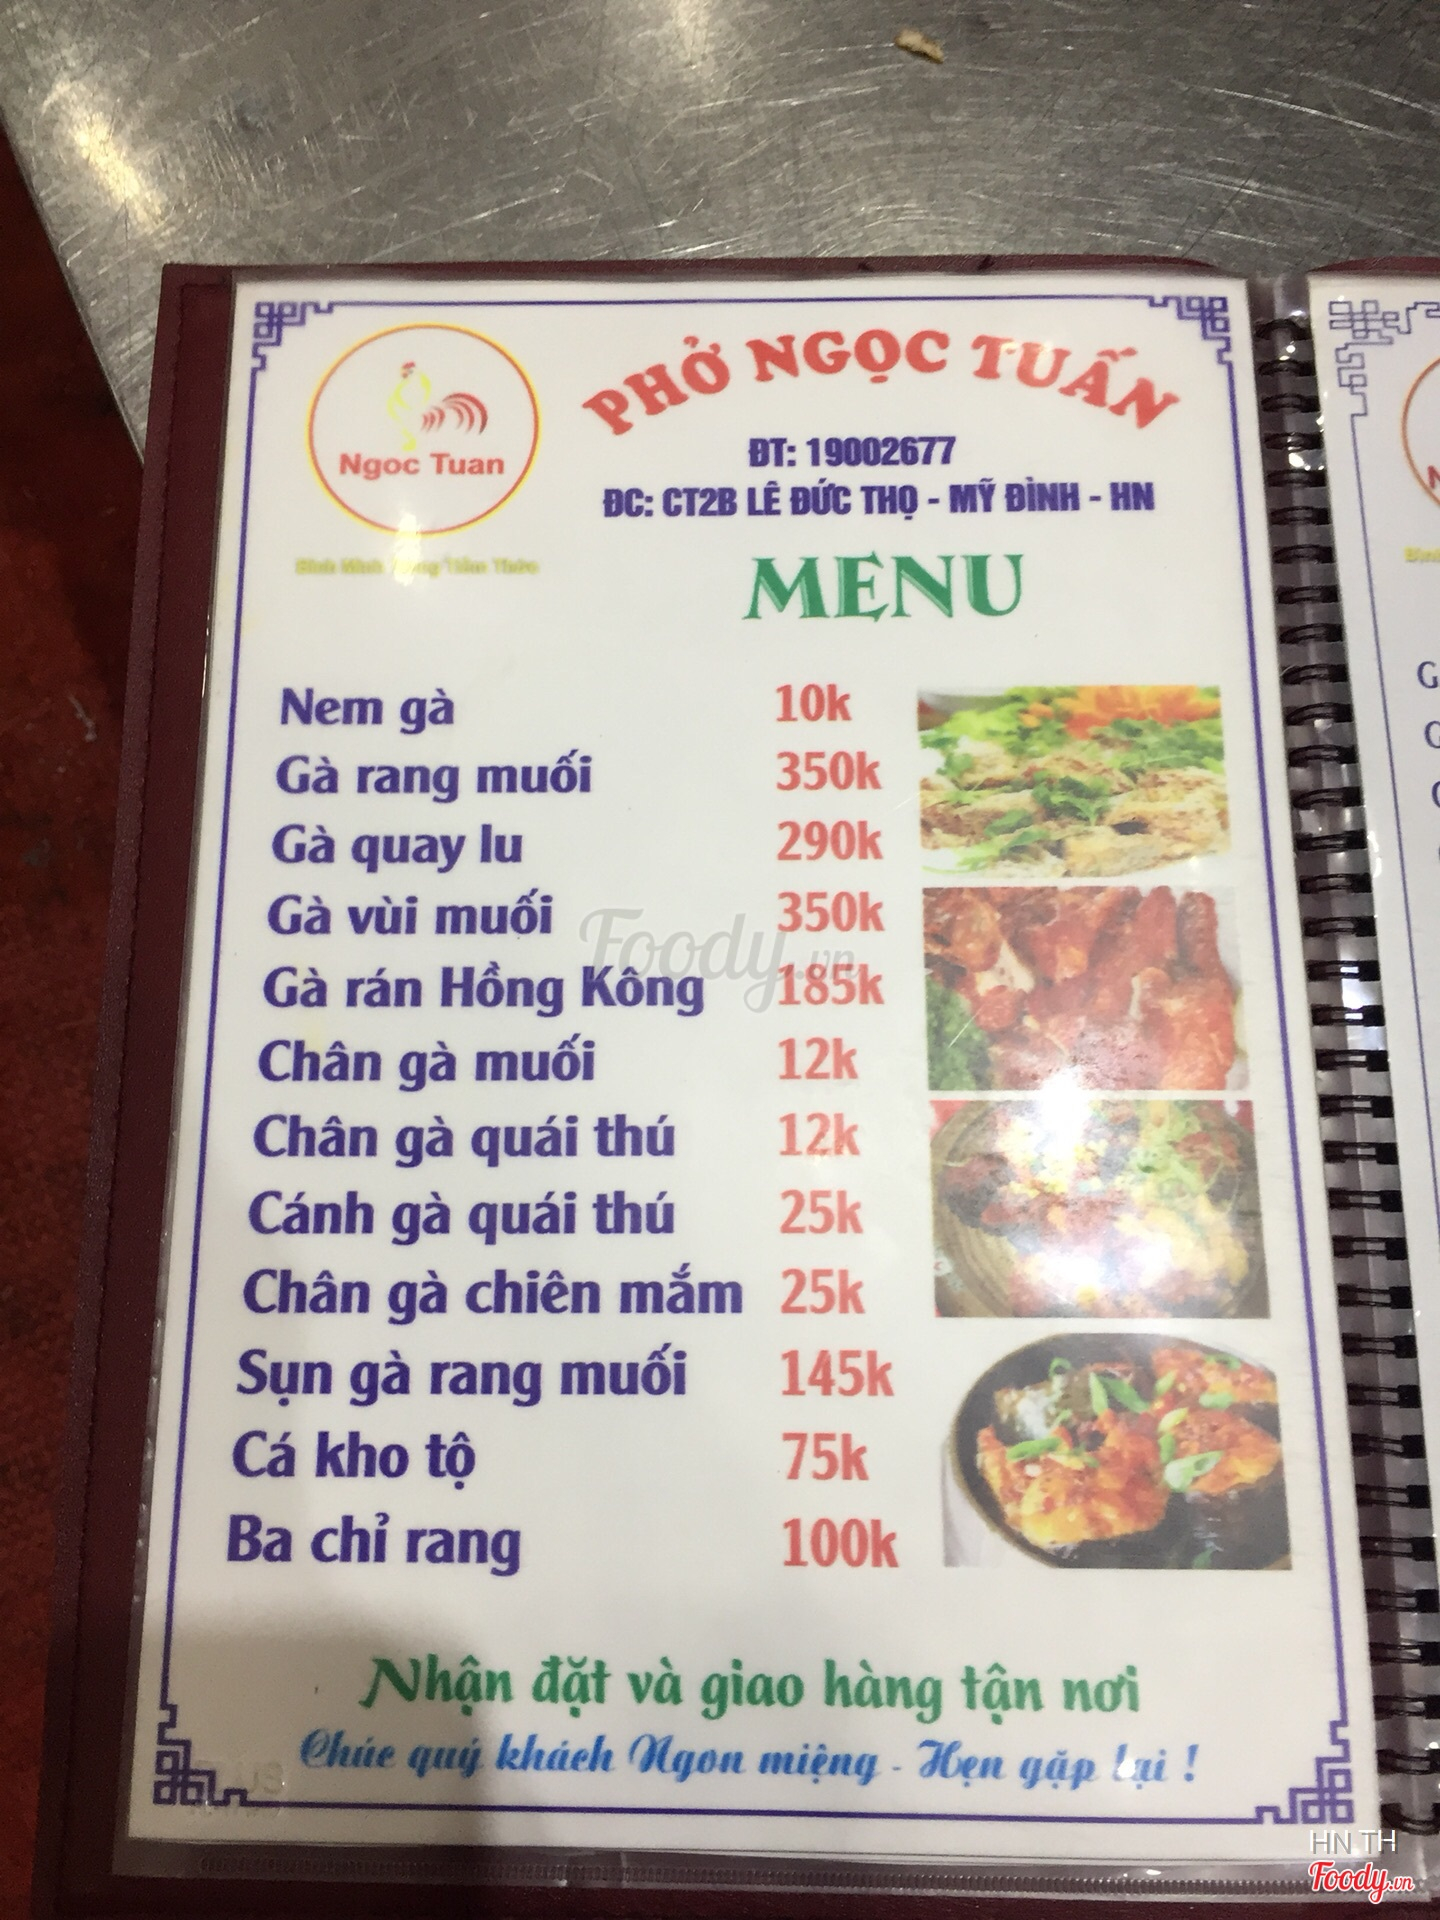 PHỞ NGỌC TUẤN
Ngoc Tuan
ĐT: 19002677
ĐC: CT2B LÊ ĐỨC THỌ - MỸ ĐÌNH - HN
MENU
Nem gà 10k
Gà rang muối 350k
Gà quay lu 290k
Gà vùi muối 350k
Gà rán Hồng Kông 185k
Chân gà muối 12k
Chân gà quái thú 12k
Cánh gà quái thú 25k
Chân gà chiên mắm 25k
Sụn gà rang muối 145k
Cá kho tộ 75k
Ba chỉ rang 100k
Nhận đặt và giao hàng tận nơi
Chúc quý khách Ngon miệng - Hẹn gặp lại !
Foody.vn
HN TH
Foody.vn